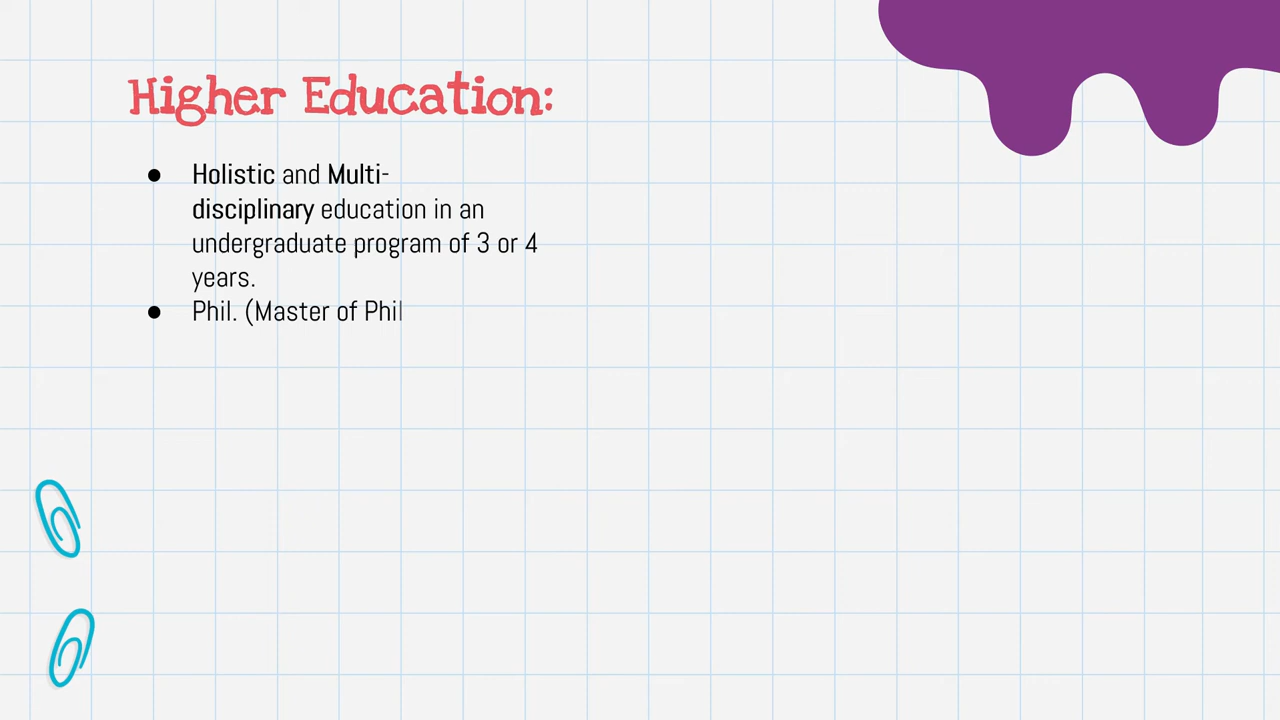 Higher Education:
● Holistic and Multi-
disciplinary education in an
undergraduate program of 3 or 4
years.
● Phil. (Master of Phil